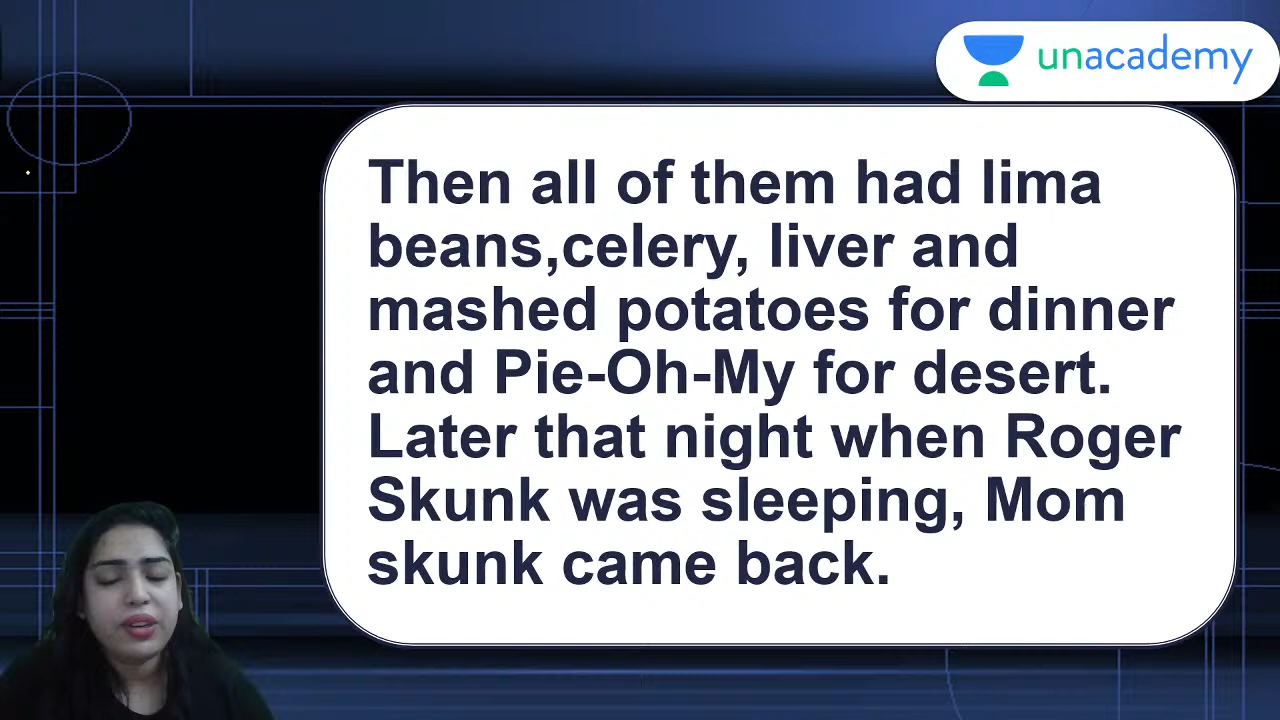 unacademy
Then all of them had lima
beans,celery, liver and
mashed potatoes for dinner
and Pie-Oh-My for desert.
Later that night when Roger
Skunk was sleeping, Mom
skunk came back.